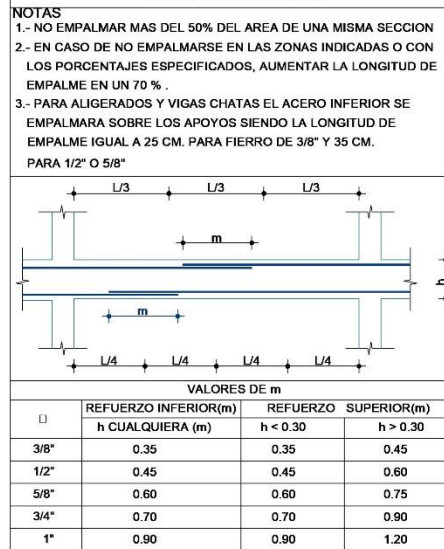 NOTAS
1.- NO EMPALMAR MAS DEL 50% DEL AREA DE UNA MISMA SECCION
2.- EN CASO DE NO EMPALMARSE EN LAS ZONAS INDICADAS O CON
LOS PORCENTAJES ESPECIFICADOS, AUMENTAR LA LONGITUD DE
EMPALME EN UN 70 % .
3.- PARA ALIGERADOS Y VIGAS CHATAS EL ACERO INFERIOR SE
EMPALMARA SOBRE LOS APOYOS SIENDO LA LONGITUD DE
EMPALME IGUAL A 25 CM. PARA FIERRO DE 3/8" Y 35 CM.
PARA 1/2" O 5/8"
L/3 L/3 L/3
m
h
m
L/4 L/4 L/4 L/4
VALORES DE m
REFUERZO INFERIOR(m) REFUERZO SUPERIOR(m)
h CUALQUIERA (m) h < 0.30 h > 0.30
3/8" 0.35 0.35 0.45
1/2" 0.45 0.45 0.60
5/8" 0.60 0.60 0.75
3/4" 0.70 0.70 0.90
1" 0.90 0.90 1.20